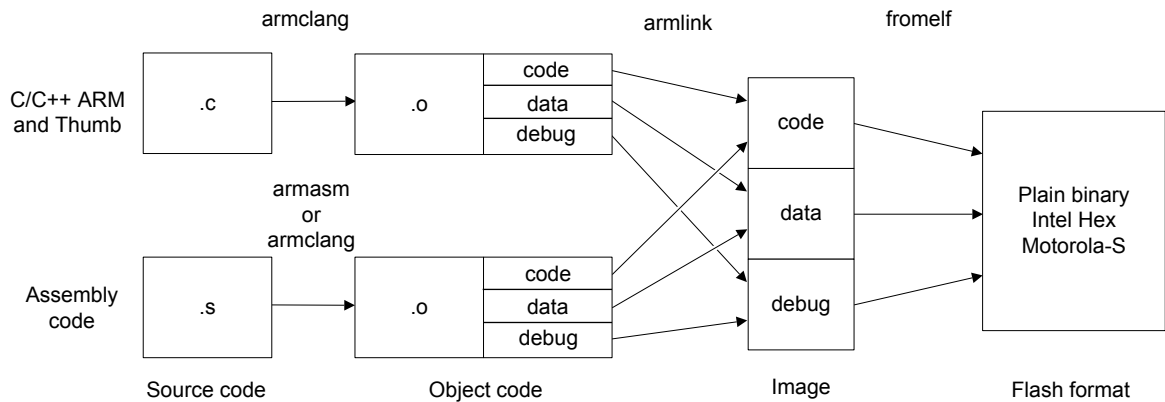 armclang
armlink
fromelf
C/C++ ARM
and Thumb
.c
.o
code
data
debug
armasm
or
armclang
Assembly
code
.s
.o
code
data
debug
code
data
debug
Plain binary
Intel Hex
Motorola-S
Source code
Object code
Image
Flash format